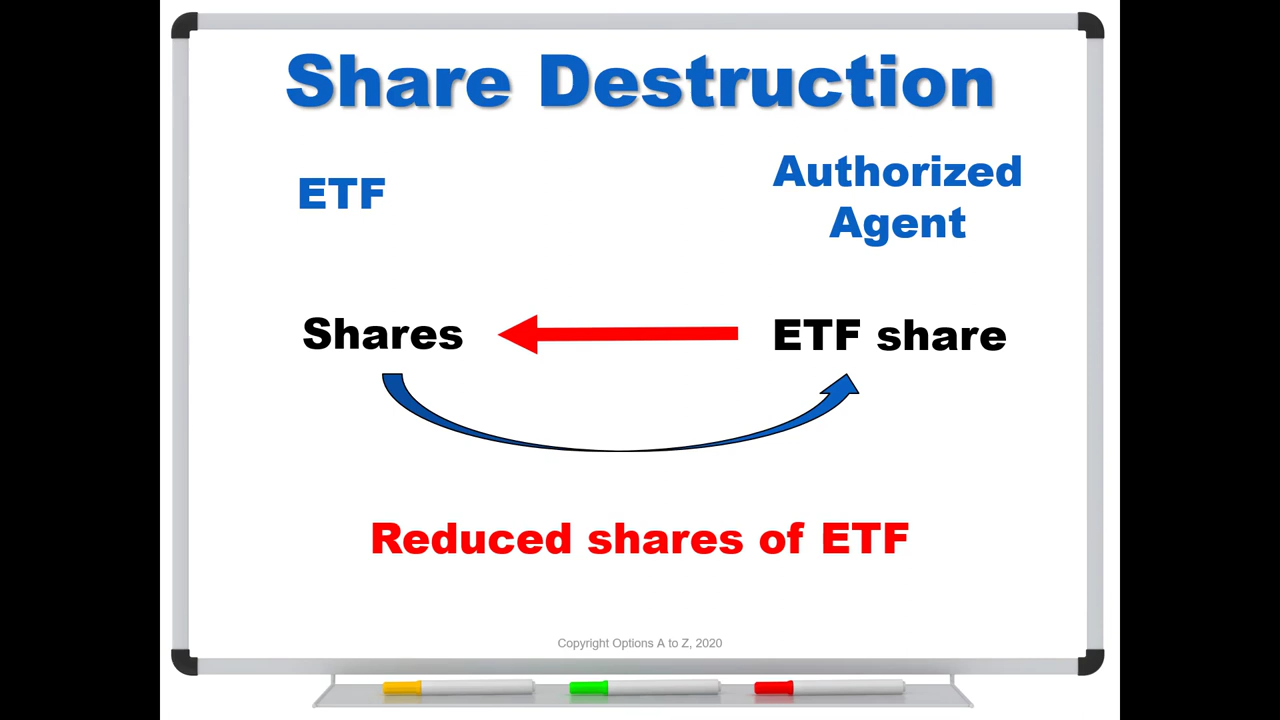 Share Destruction
ETF
Authorized
Agent
Shares
ETF share
Reduced shares of ETF
Copyright Options A to Z, 2020